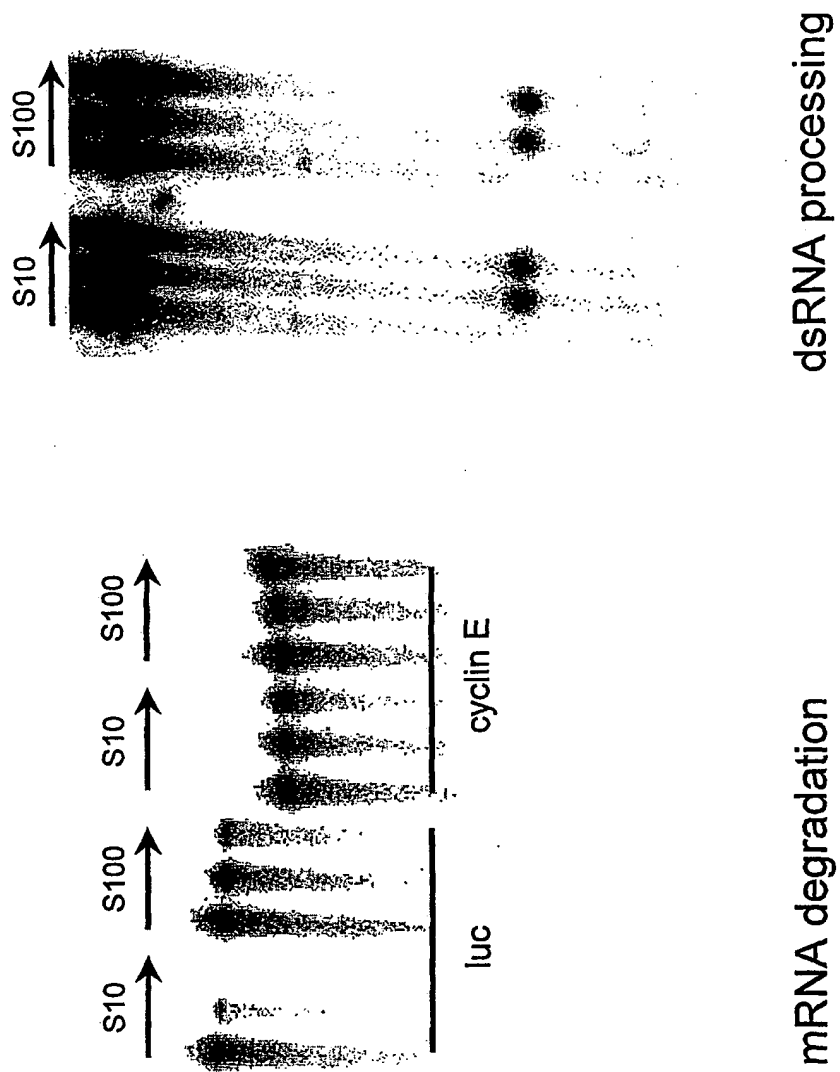 S10 S100 S10 S100
luc cyclin E
mRNA degradation
S10 S100
dsRNA processing